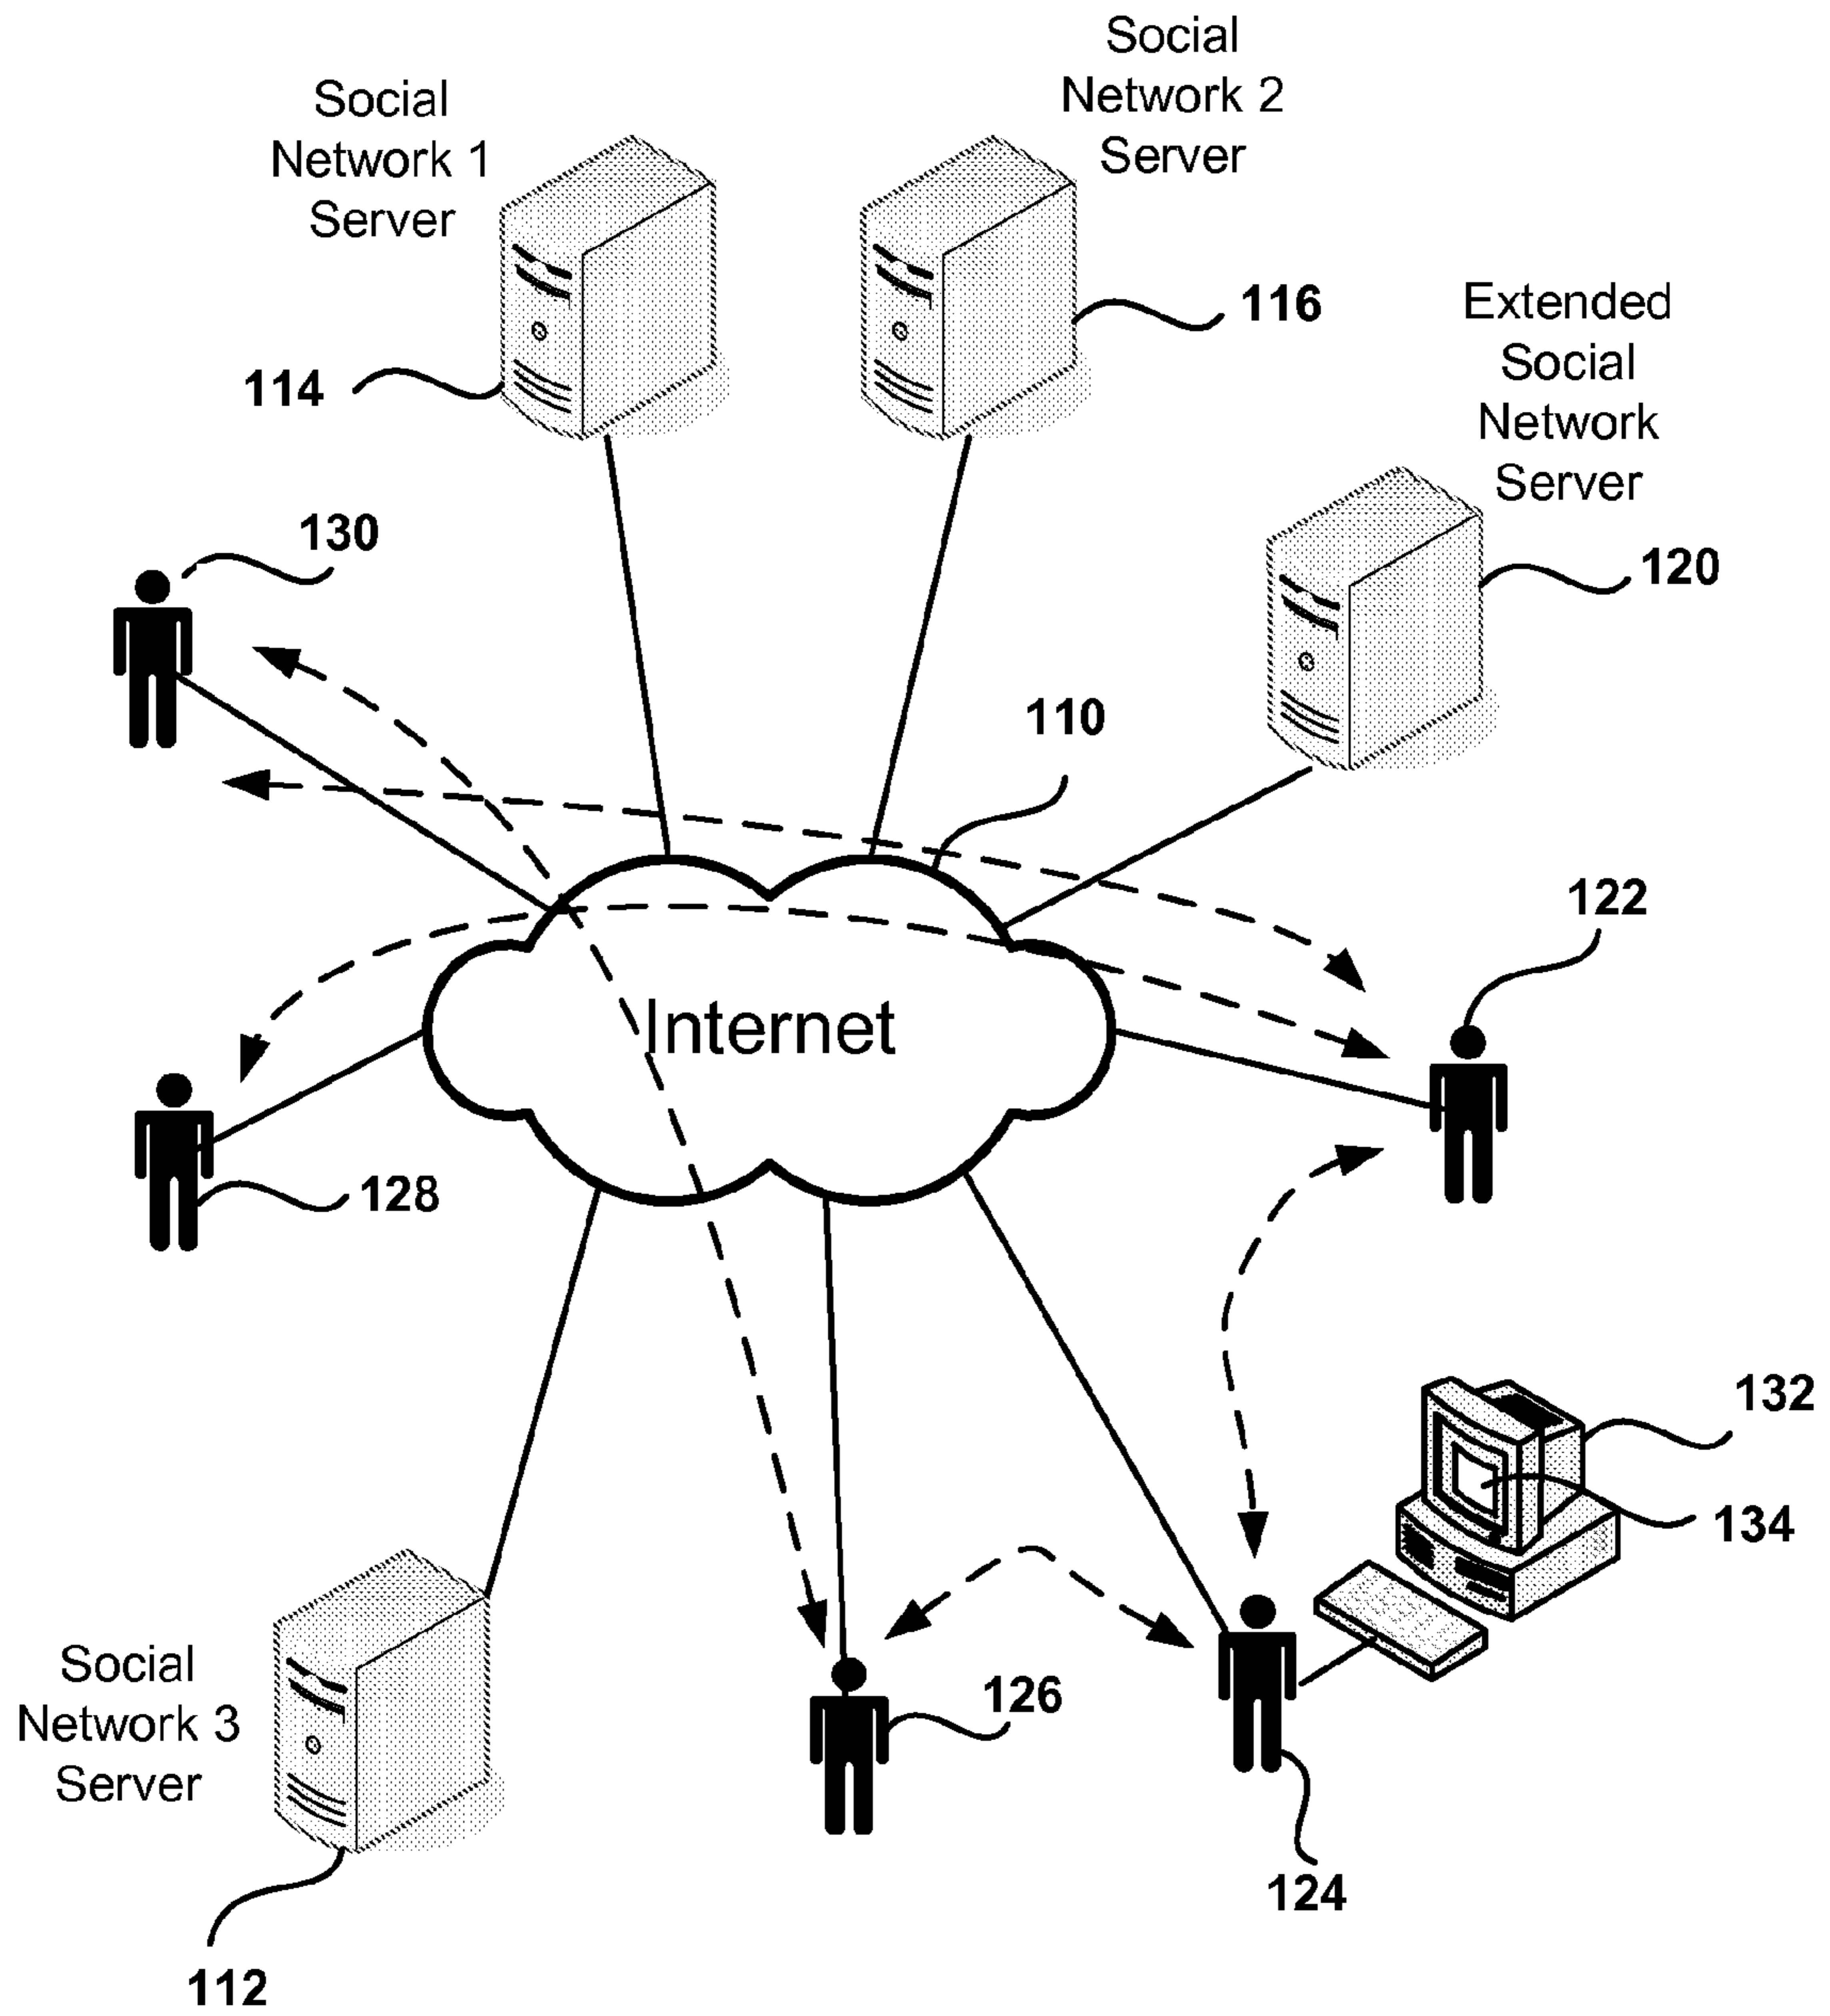 Social
Network 2
Server
Social
Network 1
Server
116
Extended
Social
Network
Server
114
130
120
110
122
Internet
128
132
134
Social
Network 3
Server
126
124
112